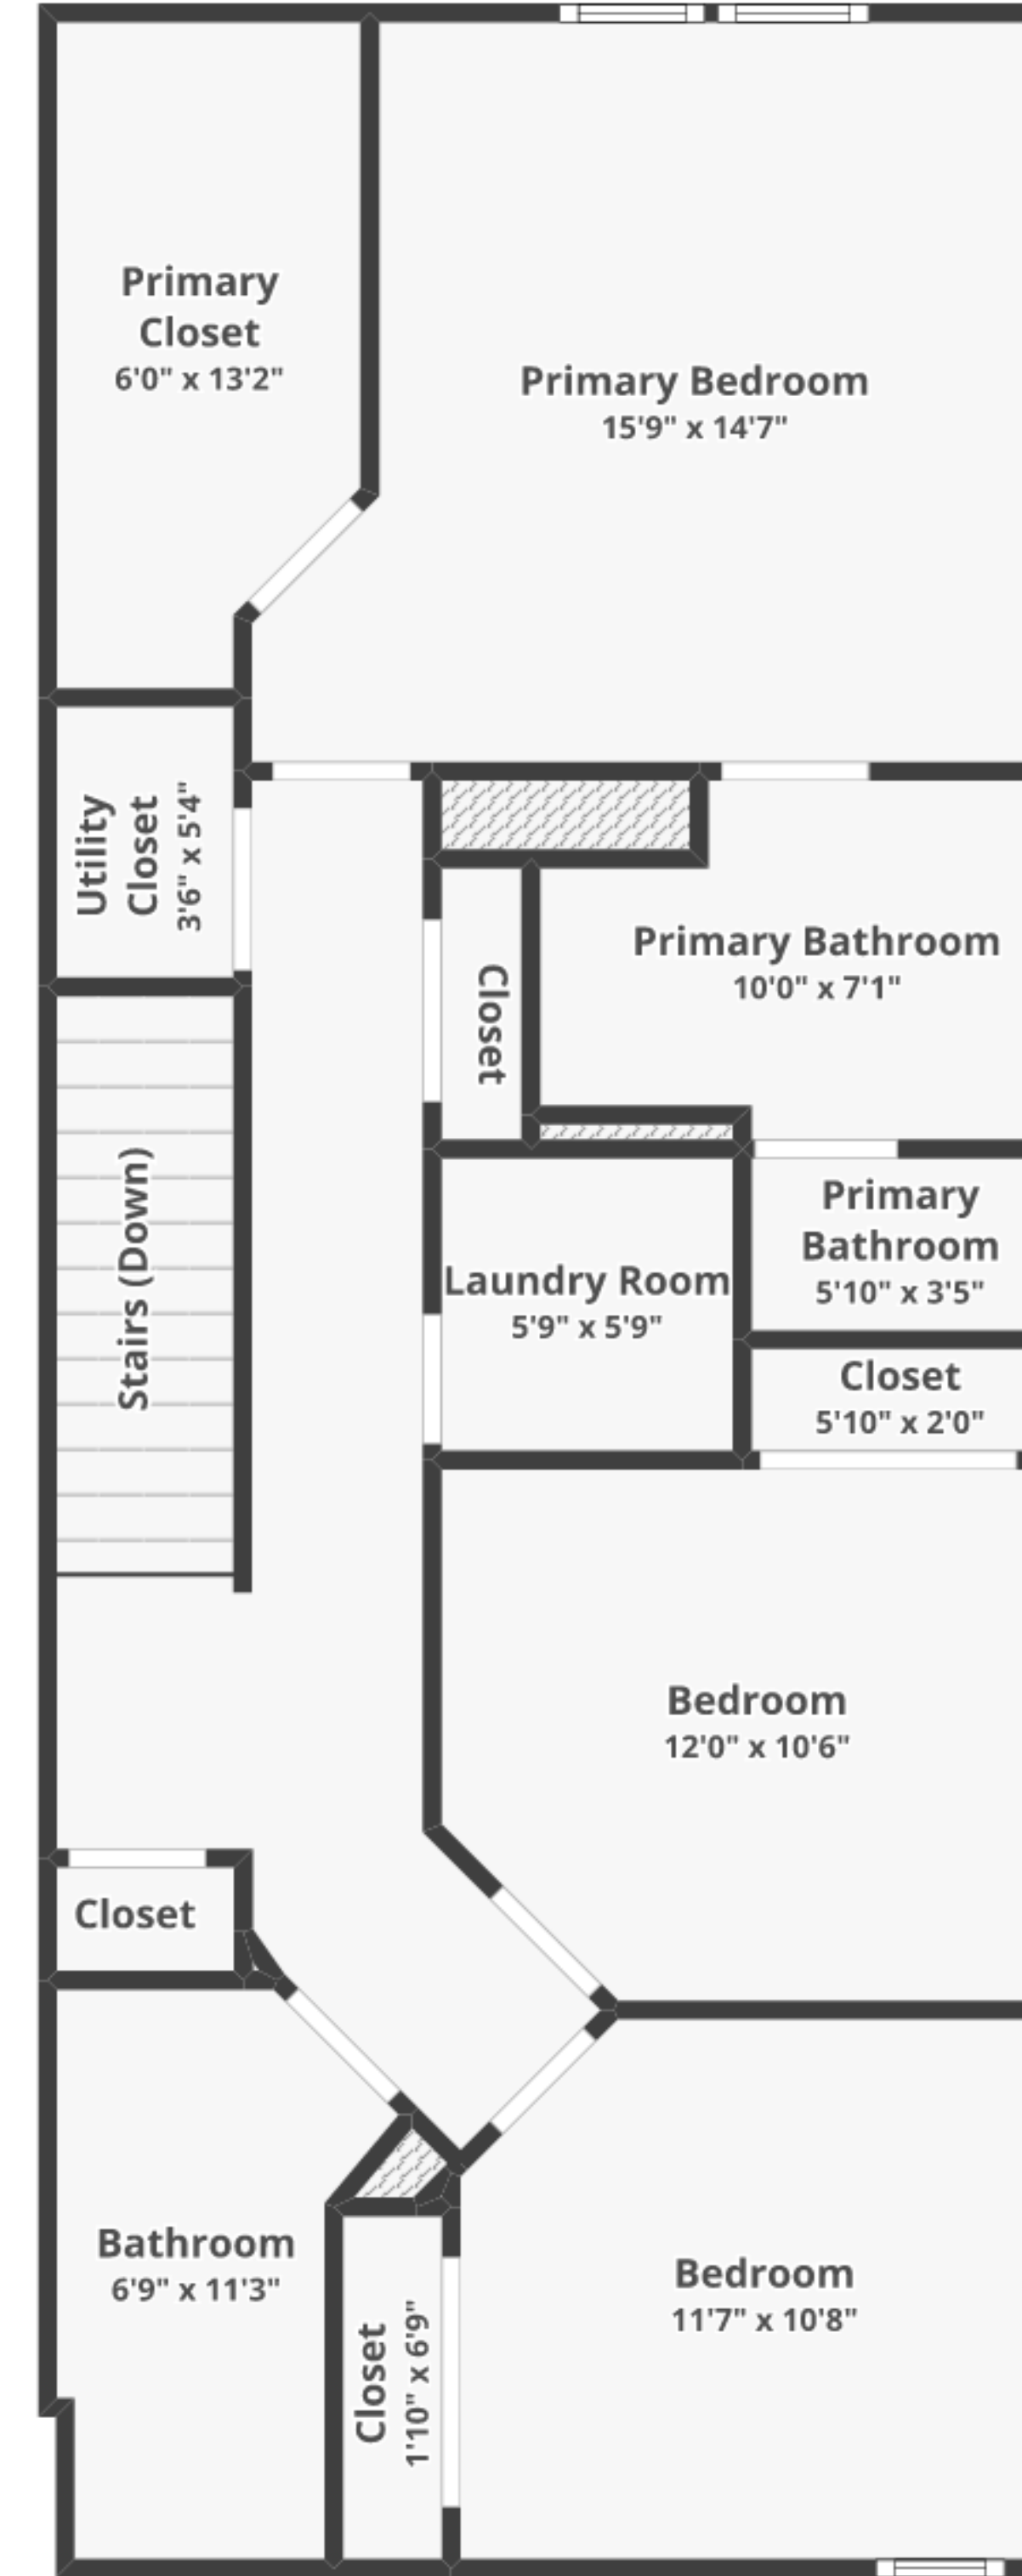 Primary
Closet
6'0" x 13'2"
Primary Bedroom
15'9" x 14'7"
Utility
Closet
3'6" x 5'4"
Closet
Primary Bathroom
10'0" x 7'1"
Stairs (Down)
Primary
Bathroom
5'10" x 3'5"
Laundry Room
5'9" x 5'9"
Closet
5'10" x 2'0"
Bedroom
12'0" x 10'6"
Closet
Bathroom
6'9" x 11'3"
Closet
1'10" x 6'9"
Bedroom
11'7" x 10'8"